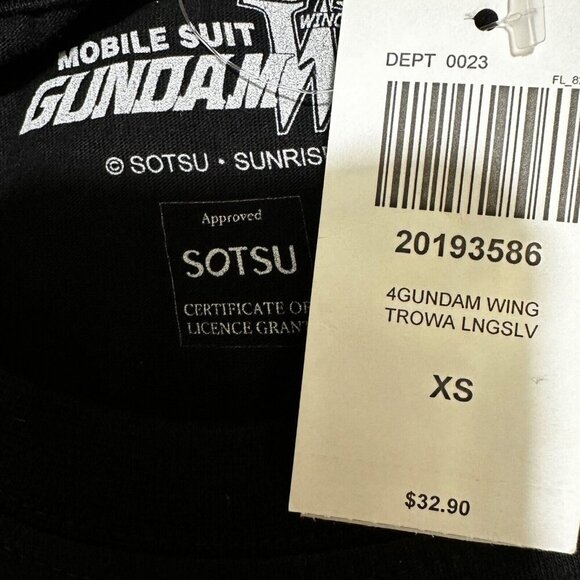 MOBILE SUIT
WING
GUNDAM W
© SOTSU · SUNRISE
Approved
SOTSU
CERTIFICATE OF
LICENCE GRANT
DEPT 0023
20193586
4GUNDAM WING
TROWA LNGSLV
XS
$32.90